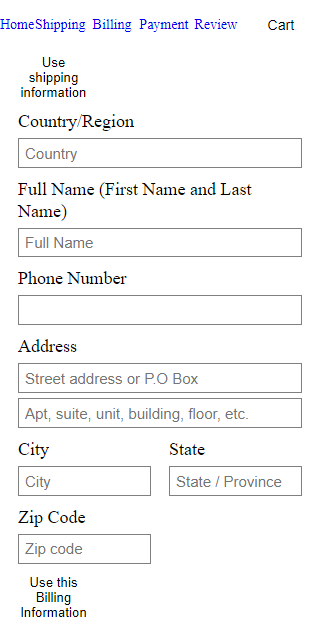 HomeShipping Billing Payment Review Cart
Use
shipping
information
Country/Region
Country
Full Name (First Name and Last
Name)
Full Name
Phone Number
Address
Street address or P.O Box
Apt, suite, unit, building, floor, etc.
City State
City State / Province
Zip Code
Zip code
Use this
Billing
Information